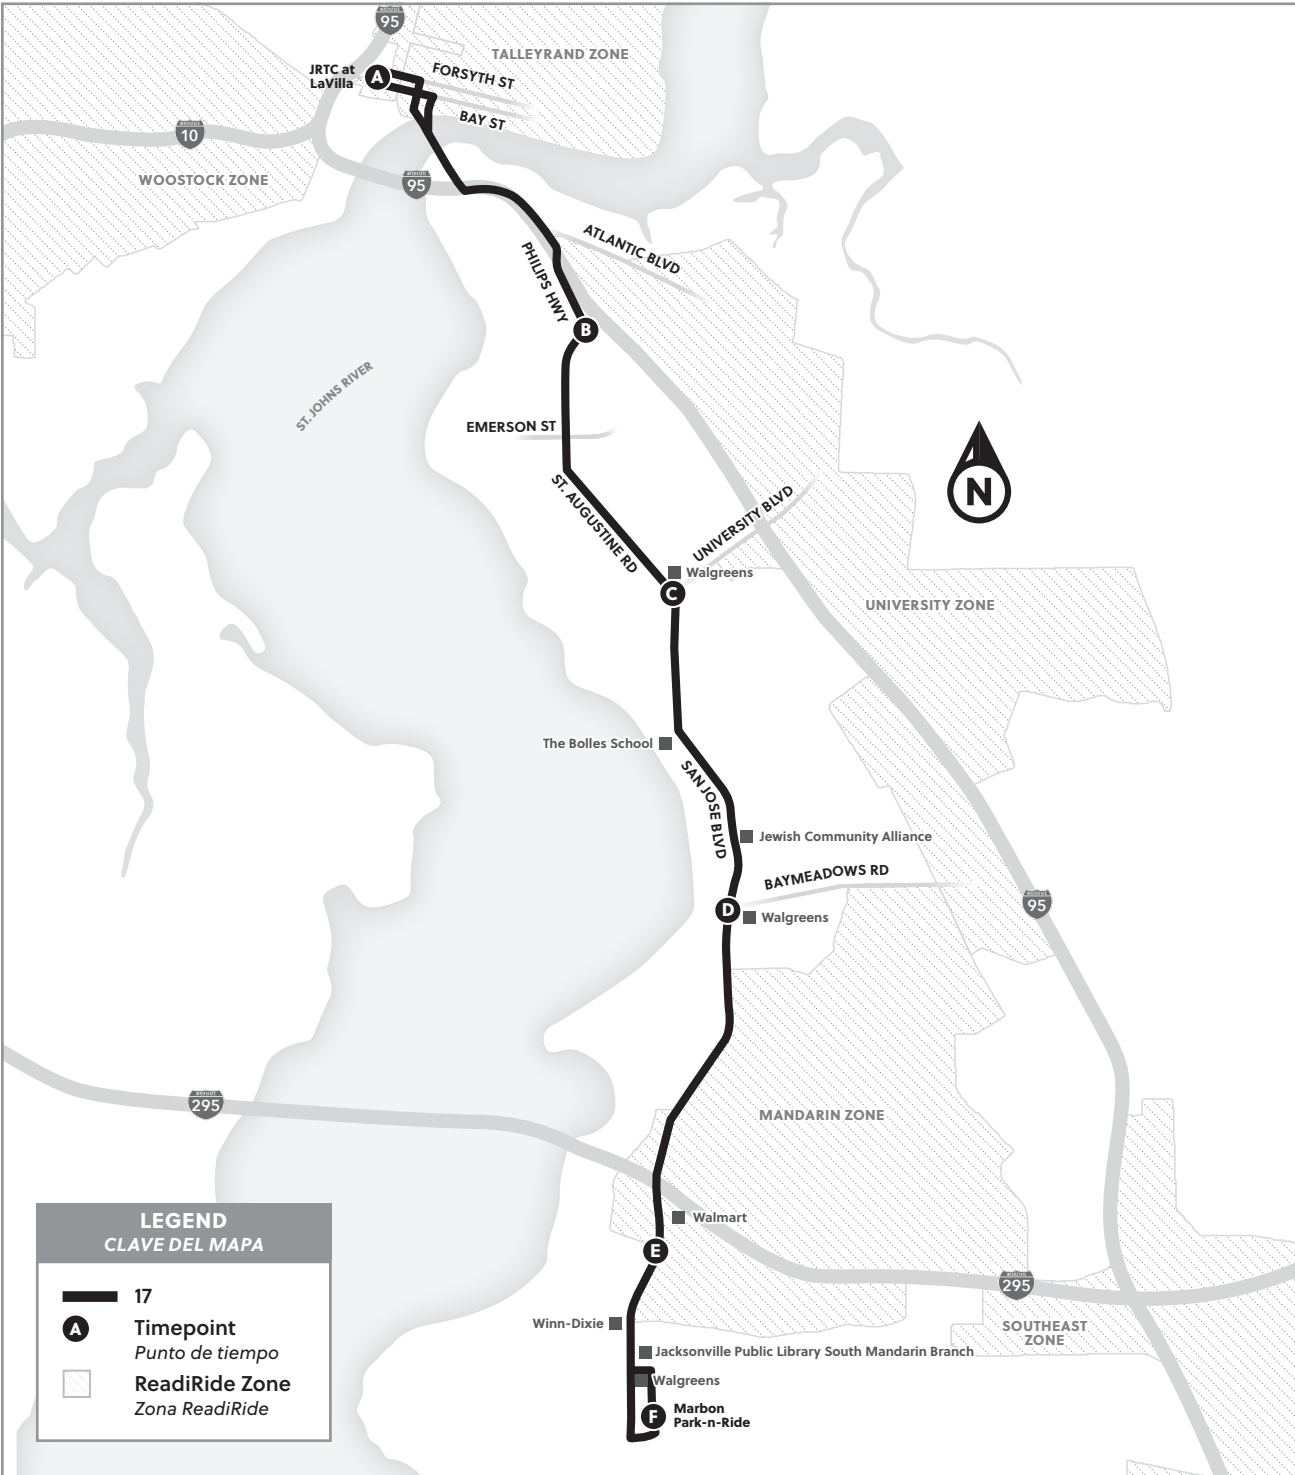 95
TALLEYRAND ZONE
JRTC at
LaVilla
A
FORSYTH ST
BAY ST
10
WOOSTOCK ZONE
95
ATLANTIC BLVD
PHILIPS HWY
B
ST. JOHNS RIVER
EMERSON ST
N
ST. AUGUSTINE RD
UNIVERSITY BLVD
Walgreens
C
UNIVERSITY ZONE
The Bolles School
SAN JOSE BLVD
Jewish Community Alliance
BAYMEADOWS RD
95
D
Walgreens
295
MANDARIN ZONE
Walmart
E
295
Winn-Dixie
SOUTHEAST
ZONE
Jacksonville Public Library South Mandarin Branch
Walgreens
F
Marbon
Park-n-Ride
LEGEND
CLAVE DEL MAPA
17
A
Timepoint
Punto de tiempo
ReadiRide Zone
Zona ReadiRide